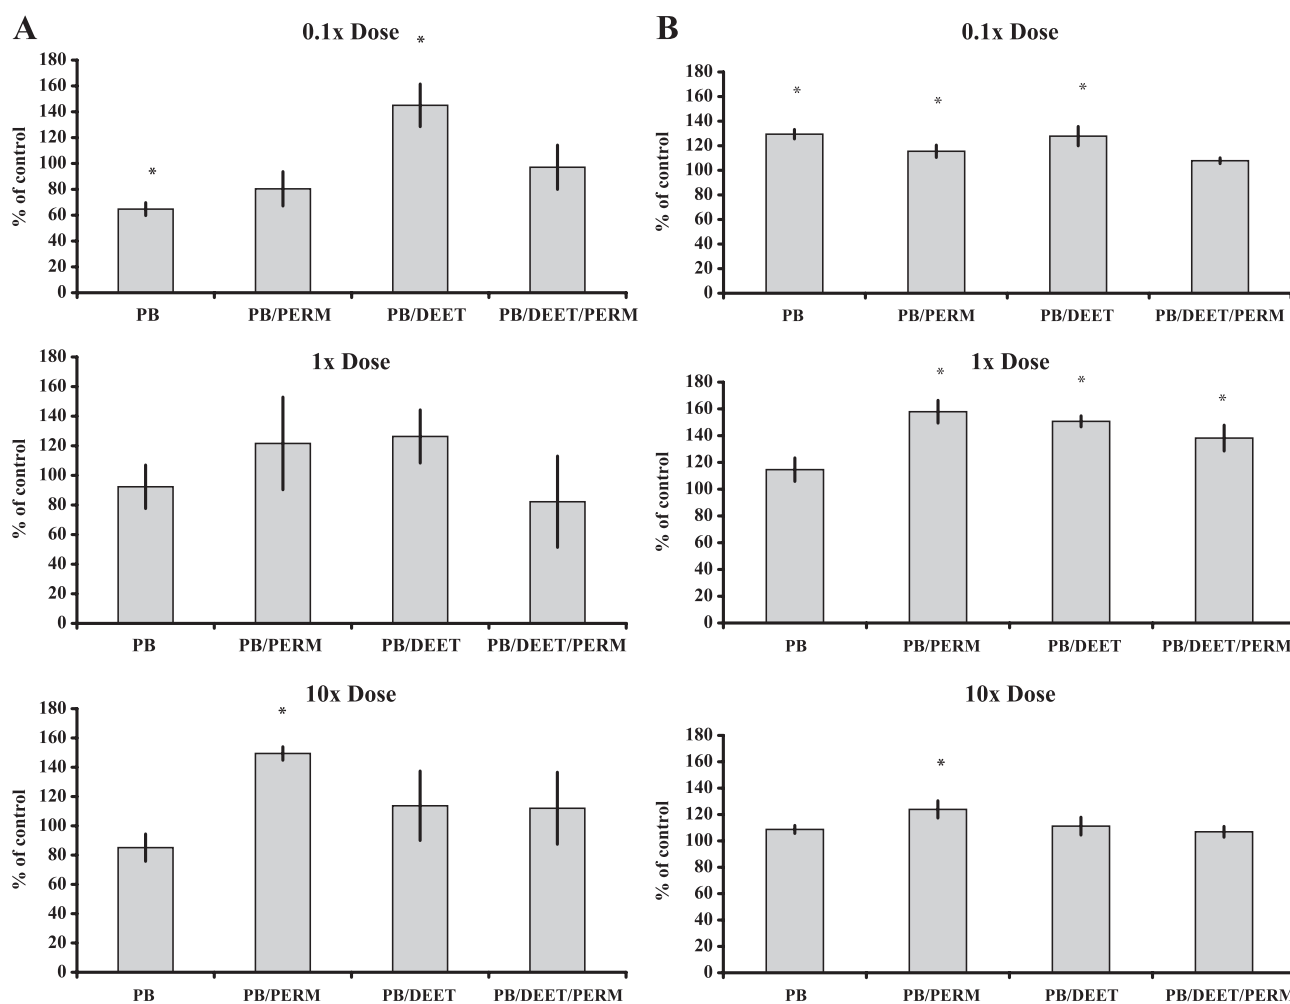 A
0.1x Dose
*
*
% of control
180
160
140
120
100
80
60
40
20
0
PB PB/PERM PB/DEET PB/DEET/PERM
1x Dose
% of control
180
160
140
120
100
80
60
40
20
0
PB PB/PERM PB/DEET PB/DEET/PERM
10x Dose
*
% of control
180
160
140
120
100
80
60
40
20
0
PB PB/PERM PB/DEET PB/DEET/PERM
B
0.1x Dose
* * *
% of control
180
160
140
120
100
80
60
40
20
0
PB PB/PERM PB/DEET PB/DEET/PERM
1x Dose
* * *
% of control
180
160
140
120
100
80
60
40
20
0
PB PB/PERM PB/DEET PB/DEET/PERM
10x Dose
*
% of control
180
160
140
120
100
80
60
40
20
0
PB PB/PERM PB/DEET PB/DEET/PERM